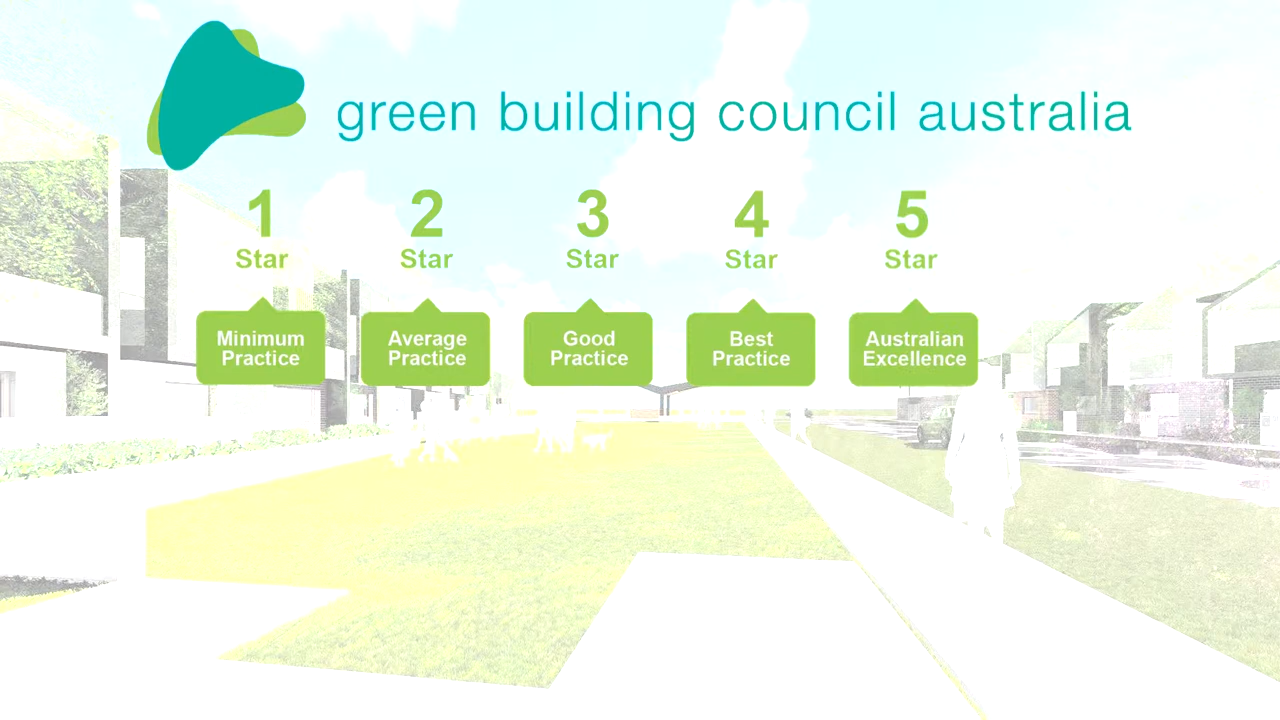 green building council australia
1 2 3 4 5
Star Star Star Star Star
Minimum Average Good Best Australian
Practice Practice Practice Practice Excellence